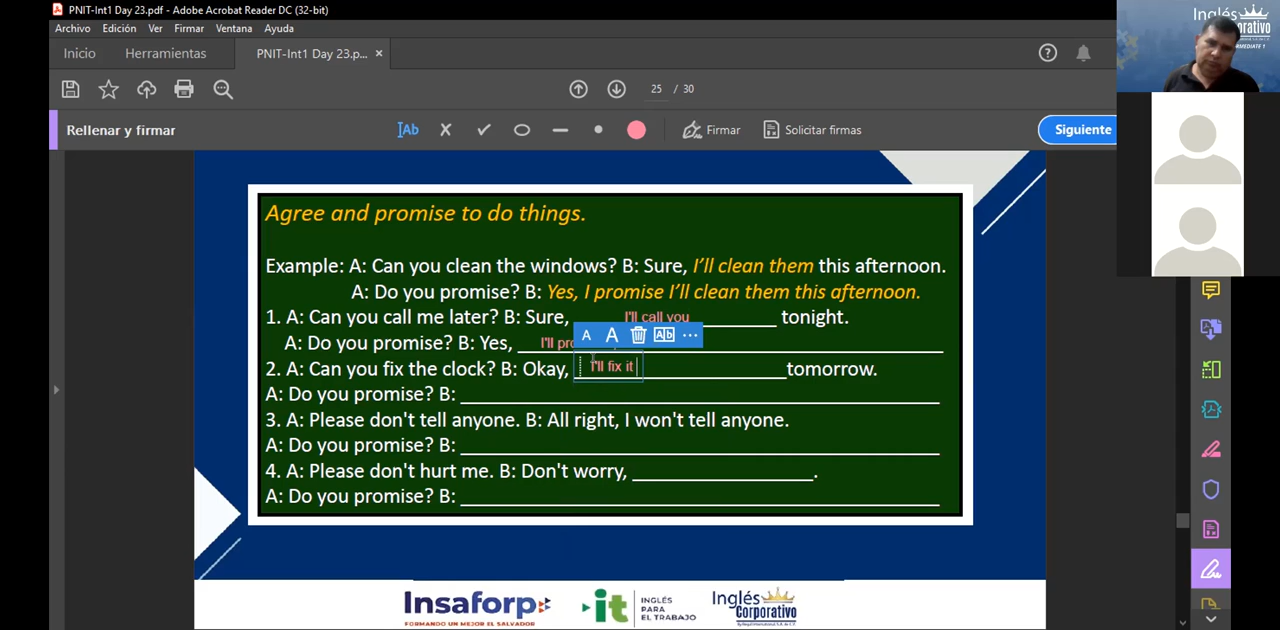 PNIT-Int1 Day 23.pdf - Adobe Acrobat Reader DC (32-bit)
Archivo Edición Ver Firmar Ventana Ayuda
Inicio Herramientas PNIT-Int1 Day 23.p... ×
25 / 30
Rellenar y firmar Ab Firmar Solicitar firmas Siguiente
Agree and promise to do things.
Example: A: Can you clean the windows? B: Sure, I'll clean them this afternoon.
A: Do you promise? B: Yes, I promise I'll clean them this afternoon.
1. A: Can you call me later? B: Sure, I'll call you tonight.
A A Ab ...
A: Do you promise? B: Yes, I'll pro
2. A: Can you fix the clock? B: Okay, I'll fix it tomorrow.
A: Do you promise? B:
3. A: Please don't tell anyone. B: All right, I won't tell anyone.
A: Do you promise? B:
4. A: Please don't hurt me. B: Don't worry, .
A: Do you promise? B:
Insaforp
FORMANDO UN MEJOR EL SALVADOR
it
INGLÉS
PARA
EL TRABAJO
Inglés
Corporativo